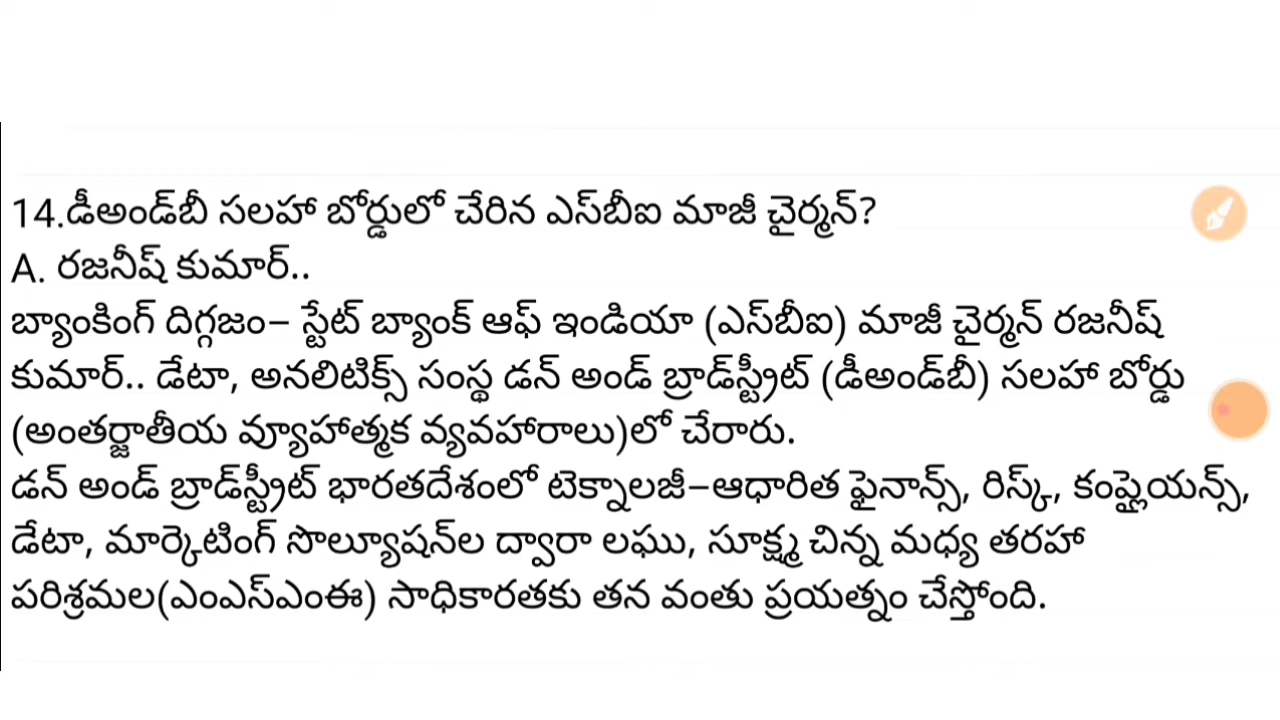 14.డీఅండ్‌బీ సలహా బోర్డులో చేరిన ఎస్‌బీఐ మాజీ చైర్మన్?
A. రజనీష్ కుమార్..
బ్యాంకింగ్ దిగ్గజం– స్టేట్ బ్యాంక్ ఆఫ్ ఇండియా (ఎస్‌బీఐ) మాజీ చైర్మన్ రజనీష్
కుమార్.. డేటా, అనలిటిక్స్ సంస్థ డన్ అండ్ బ్రాడ్‌స్ట్రీట్ (డీఅండ్‌బీ) సలహా బోర్డు
(అంతర్జాతీయ వ్యూహాత్మక వ్యవహారాలు)లో చేరారు.
డన్ అండ్ బ్రాడ్‌స్ట్రీట్ భారతదేశంలో టెక్నాలజీ–ఆధారిత ఫైనాన్స్, రిస్క్, కంప్లైయన్స్,
డేటా, మార్కెటింగ్ సొల్యూషన్‌ల ద్వారా లఘు, సూక్ష్మ చిన్న మధ్య తరహా
పరిశ్రమల(ఎంఎస్‌ఎంఈ) సాధికారతకు తన వంతు ప్రయత్నం చేస్తోంది.